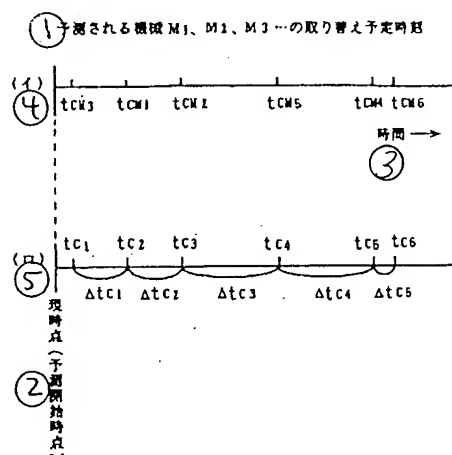 ① 予測される機械M1、M2、M3…の取り替え予定時刻
(イ)
④
tCM3 tCM1 tCM2 tCM5 tCM4 tCM6
時間 →
③
(ロ)
⑤
tC1 tC2 tC3 tC4 tC5 tC6
ΔtC1 ΔtC2 ΔtC3 ΔtC4 ΔtC5
② 現時点(予測開始時点)